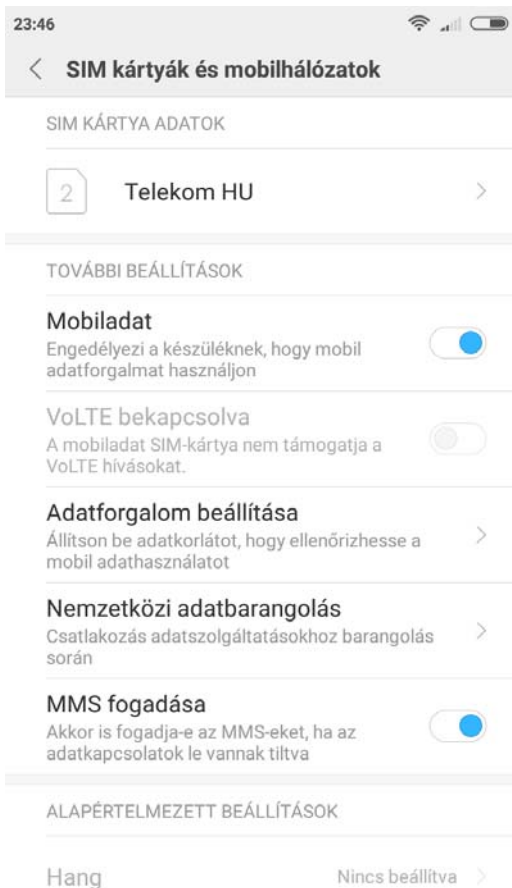 23:46
SIM kártyák és mobilhálózatok
SIM KÁRTYA ADATOK
2 Telekom HU
TOVÁBBI BEÁLLÍTÁSOK
Mobiladat
Engedélyezi a készüléknek, hogy mobil
adatforgalmat használjon
VoLTE bekapcsolva
A mobiladat SIM-kártya nem támogatja a
VoLTE hívásokat.
Adatforgalom beállítása
Állítson be adatkorlátot, hogy ellenőrizhesse a
mobil adathasználatot
Nemzetközi adatbarangolás
Csatlakozás adatszolgáltatásokhoz barangolás
során
MMS fogadása
Akkor is fogadja-e az MMS-eket, ha az
adatkapcsolatok le vannak tiltva
ALAPÉRTELMEZETT BEÁLLÍTÁSOK
Hang Nincs beállítva